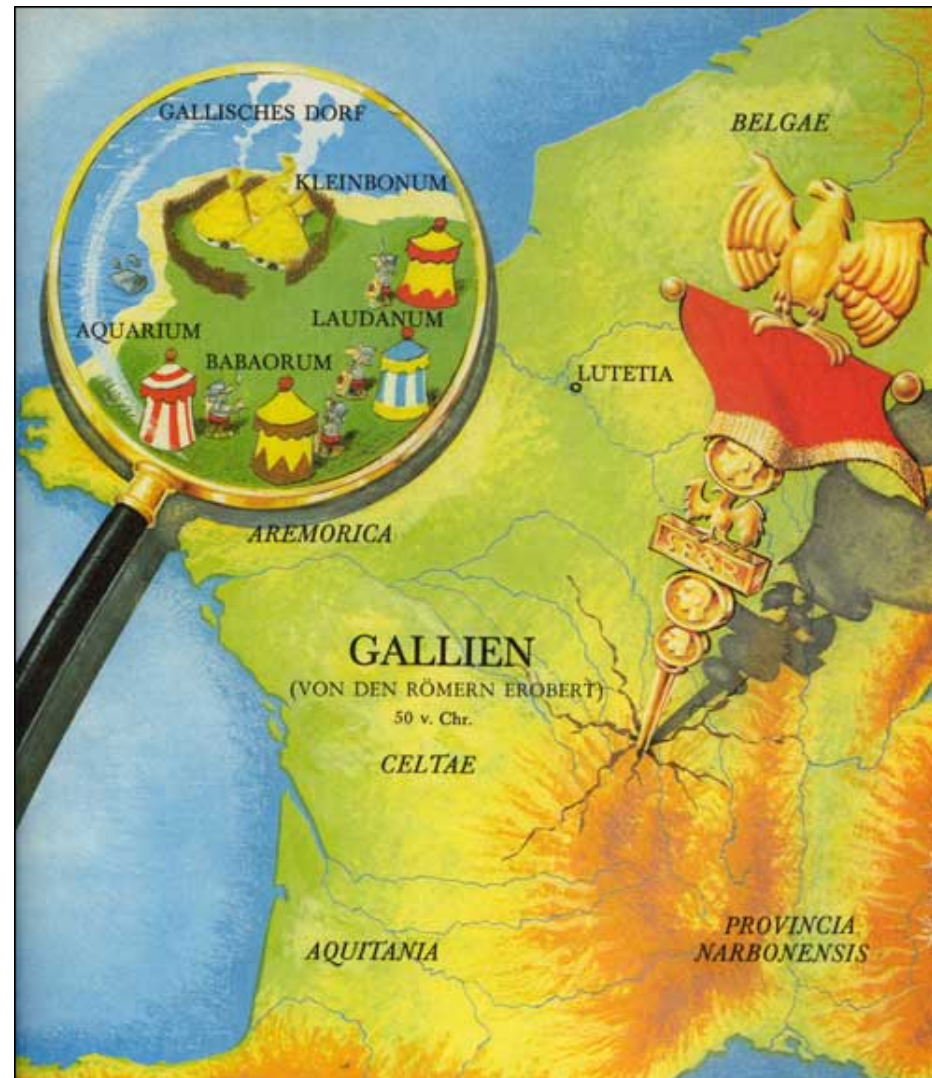 GALLISCHES DORF
KLEINBONUM
LAUDANUM
AQUARIUM
BABAORUM
BELGAE
LUTETIA
SPQR
AREMORICA
GALLIEN
(VON DEN RÖMERN EROBERT)
50 v. Chr.
CELTAE
AQUITANIA
PROVINCIA
NARBONENSIS